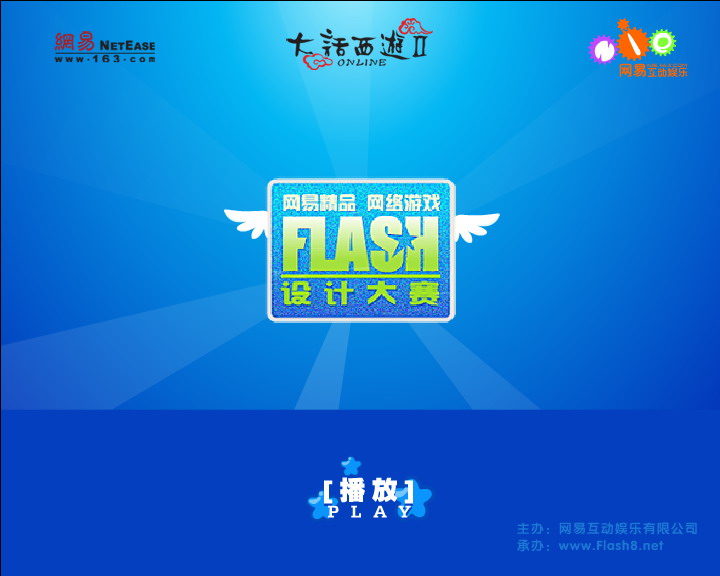 網易 NETEASE
www.163.com
大話西遊II
ONLINE
网易互动娱乐
网易精品 网络游戏
FLASH
设计大赛
[播放]
PLAY
主办：网易互动娱乐有限公司
承办：www.Flash8.net